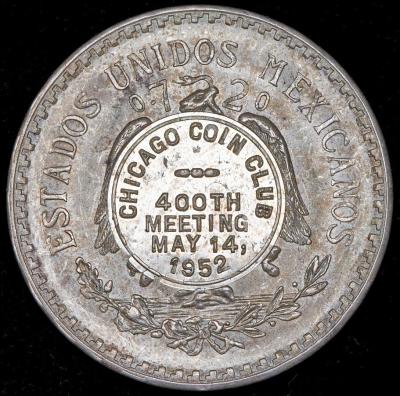 ESTADOS UNIDOS MEXICANOS
0.720
CHICAGO COIN CLUB
400TH
MEETING
MAY 14,
1952